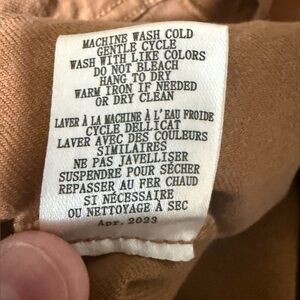 MACHINE WASH COLD
GENTLE CYCLE
WASH WITH LIKE COLORS
DO NOT BLEACH
HANG TO DRY
WARM IRON IF NEEDED
OR DRY CLEAN
LAVER À LA MACHINE À L'EAU FROIDE
CYCLE DELLICAT
LAVER AVEC DES COULEURS
SIMILAIRES
NE PAS JAVELLISER
SUSPENDRE POUR SÉCHER
REPASSER AU FER CHAUD
SI NÉCESSAIRE
OU NETTOYAGE À SEC
Apr. 2023